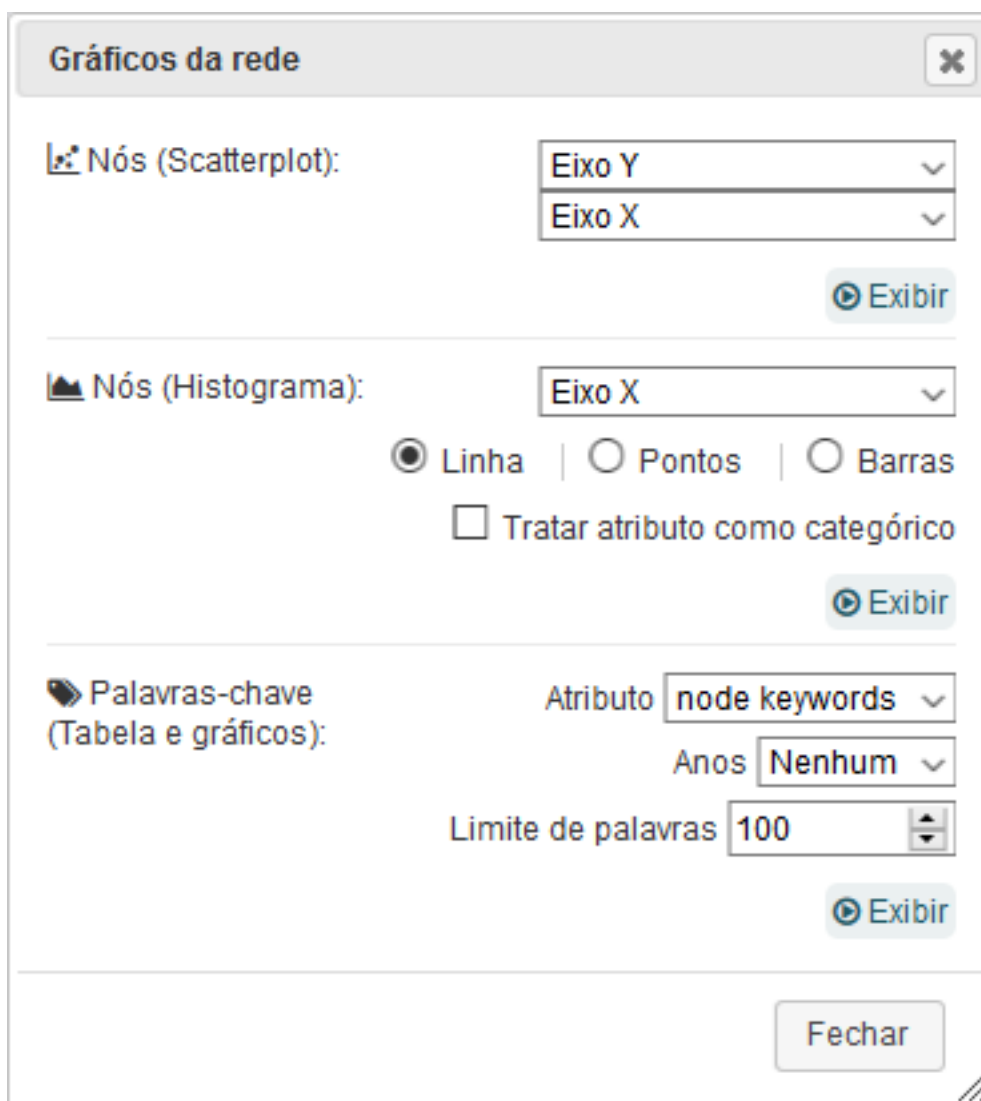 Gráficos da rede
Nós (Scatterplot):
Eixo Y
Eixo X
Exibir
Nós (Histograma):
Eixo X
Linha
Pontos
Barras
Tratar atributo como categórico
Exibir
Palavras-chave
(Tabela e gráficos):
Atributo node keywords
Anos Nenhum
Limite de palavras 100
Exibir
Fechar